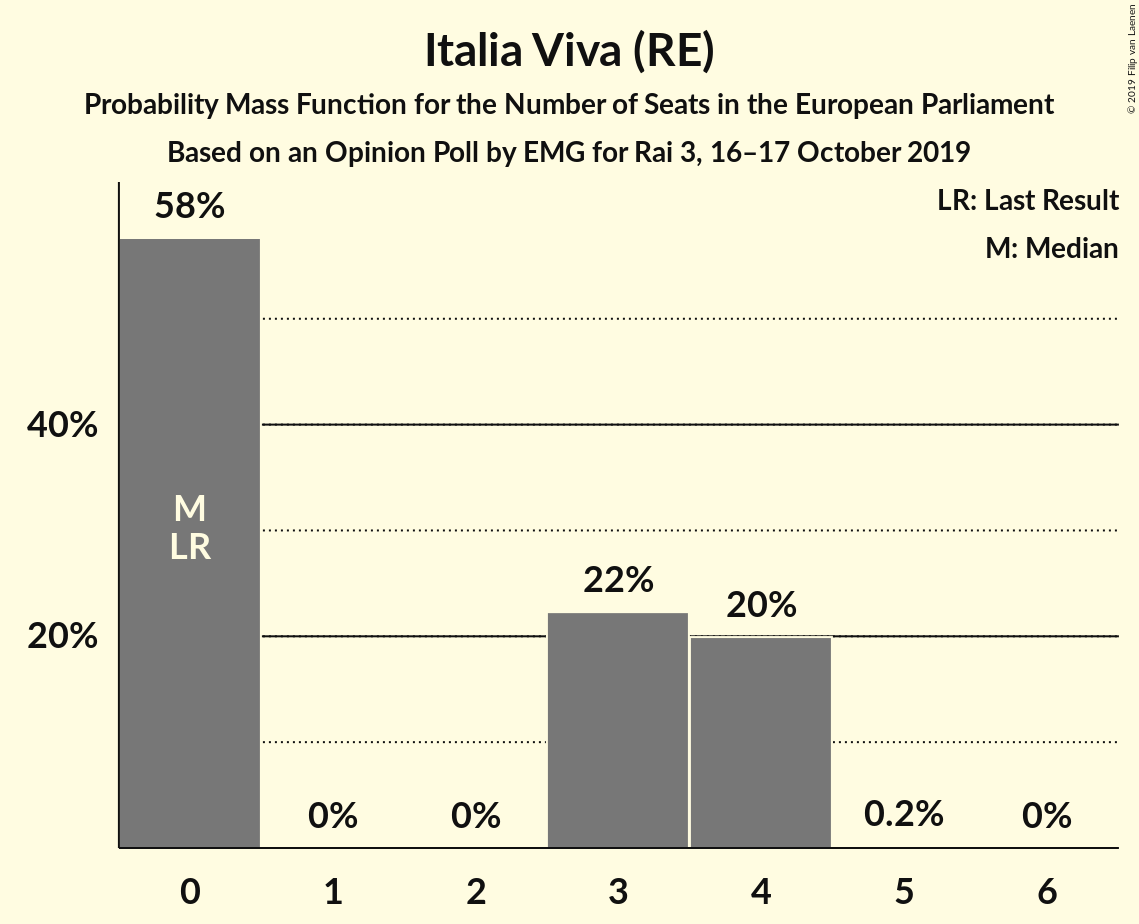 Italia Viva (RE)
Probability Mass Function for the Number of Seats in the European Parliament
Based on an Opinion Poll by EMG for Rai 3, 16–17 October 2019
© 2019 Filip van Laenen
LR: Last Result
M: Median
58%
40%
M
LR
22%
20%
20%
0%
0%
0.2%
0%
0
1
2
3
4
5
6